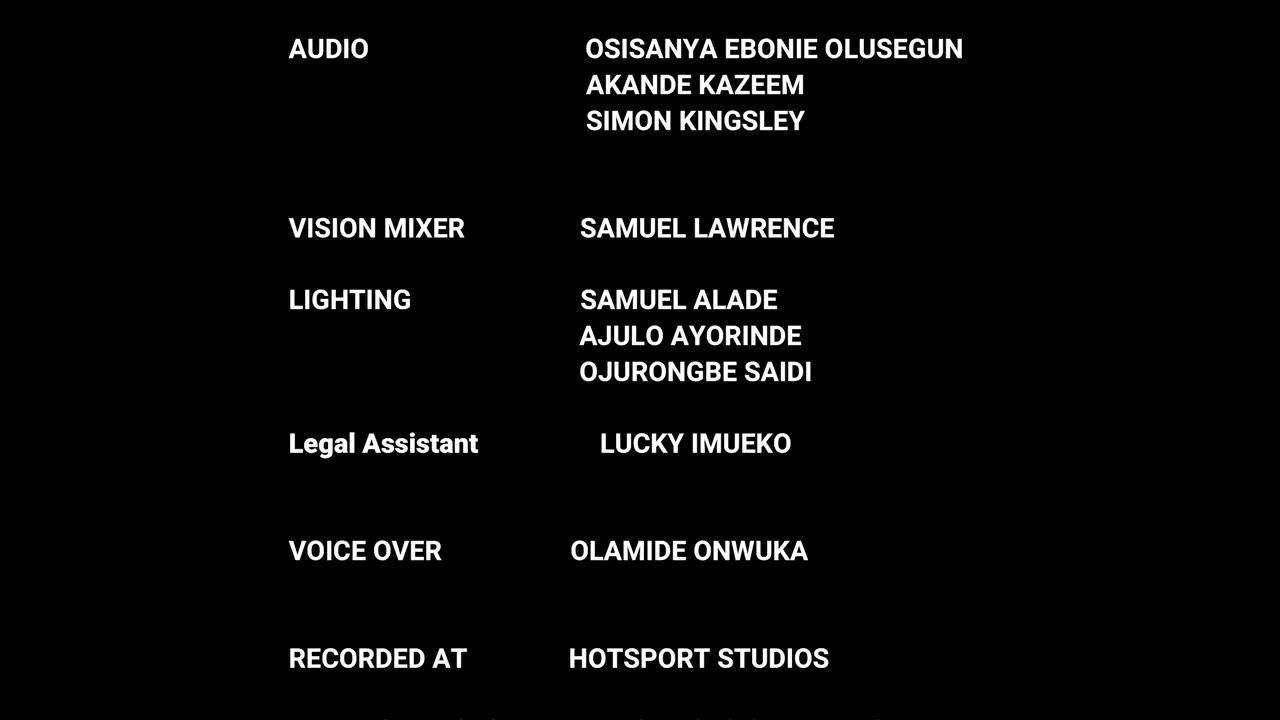 AUDIO OSISANYA EBONIE OLUSEGUN
AKANDE KAZEEM
SIMON KINGSLEY
VISION MIXER SAMUEL LAWRENCE
LIGHTING SAMUEL ALADE
AJULO AYORINDE
OJURONGBE SAIDI
Legal Assistant LUCKY IMUEKO
VOICE OVER OLAMIDE ONWUKA
RECORDED AT HOTSPORT STUDIOS